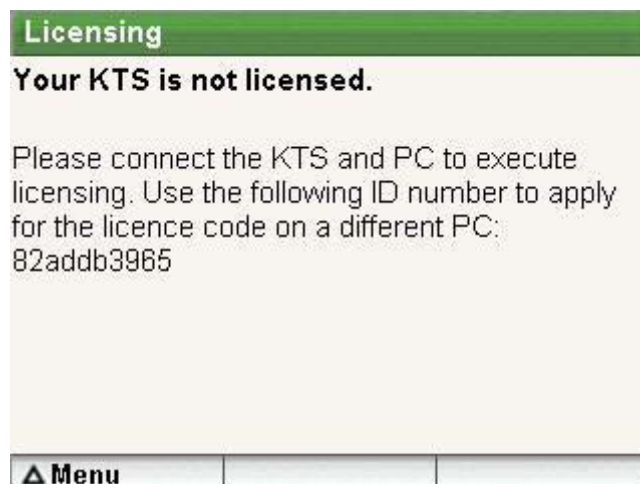 Licensing
Your KTS is not licensed.
Please connect the KTS and PC to execute
licensing. Use the following ID number to apply
for the licence code on a different PC:
82addb3965
Menu